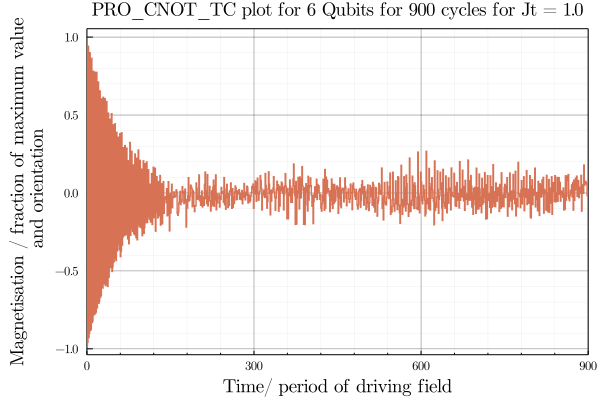 PRO_CNOT_TC plot for 6 Qubits for 900 cycles for Jt = 1.0
Magnetisation / fraction of maximum value
and orientation
1.0
0.5
0.0
−0.5
−1.0
0
300
600
900
Time/ period of driving field